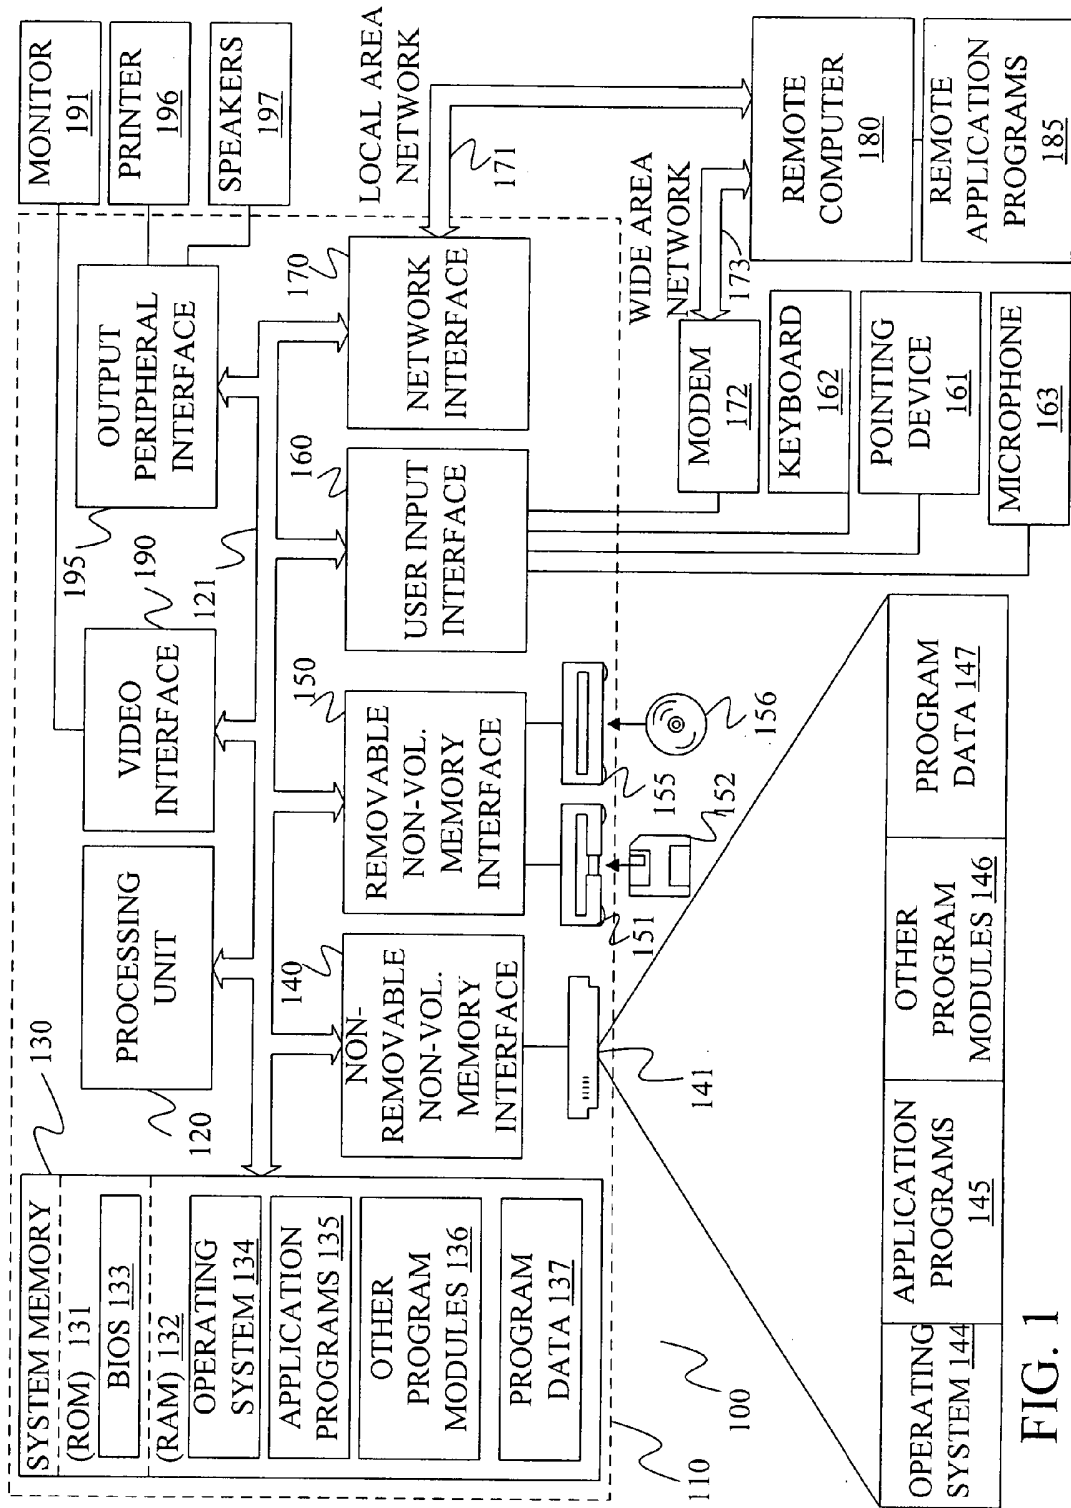 SYSTEM MEMORY
(ROM) 131
BIOS 133
(RAM) 132
OPERATING
SYSTEM 134
APPLICATION
PROGRAMS 135
OTHER
PROGRAM
MODULES 136
PROGRAM
DATA 137
130
120
PROCESSING
UNIT
VIDEO
INTERFACE
190
121
195
OUTPUT
PERIPHERAL
INTERFACE
MONITOR
191
PRINTER
196
SPEAKERS
197
140
NON-
REMOVABLE
NON-VOL.
MEMORY
INTERFACE
150
REMOVABLE
NON-VOL.
MEMORY
INTERFACE
160
USER INPUT
INTERFACE
170
NETWORK
INTERFACE
LOCAL AREA
NETWORK
171
141
151
152
155
156
WIDE AREA
NETWORK
173
MODEM
172
KEYBOARD
162
POINTING
DEVICE
161
MICROPHONE
163
REMOTE
COMPUTER
180
REMOTE
APPLICATION
PROGRAMS
185
110
100
OPERATING
SYSTEM 144
APPLICATION
PROGRAMS
145
OTHER
PROGRAM
MODULES 146
PROGRAM
DATA 147
FIG. 1